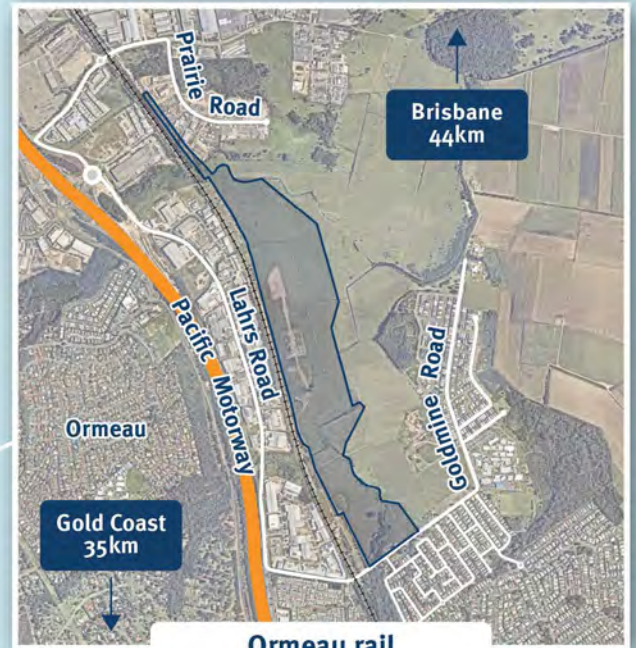 Prairie
Road
Brisbane
44km
Lahrs Road
Pacific Motorway
Goldmine Road
Ormeau
Gold Coast
35km
Ormeau rail